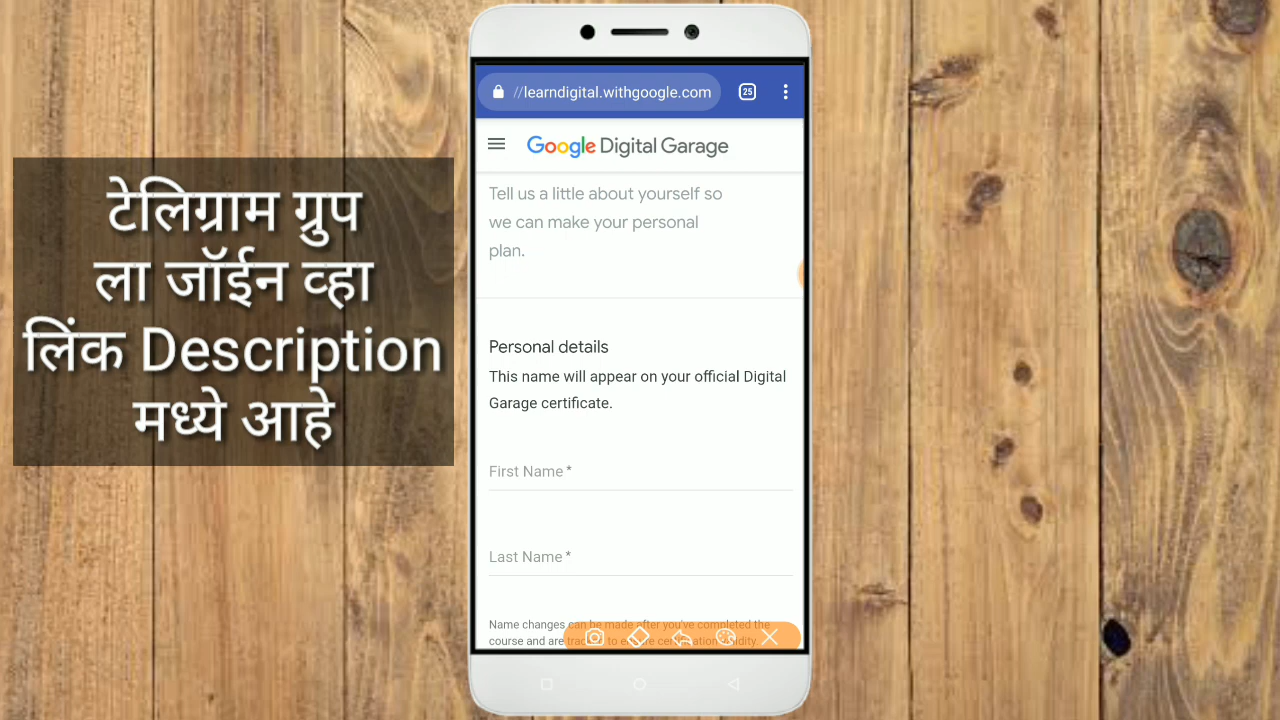 टेलिग्राम ग्रुप
ला जॉईन व्हा
लिंक Description
मध्ये आहे
//learndigital.withgoogle.com
25
Google Digital Garage
Tell us a little about yourself so
we can make your personal
plan.
Personal details
This name will appear on your official Digital
Garage certificate.
First Name *
Last Name *
Name changes can be made after you've completed the
course and are tracked to ensure certification validity.